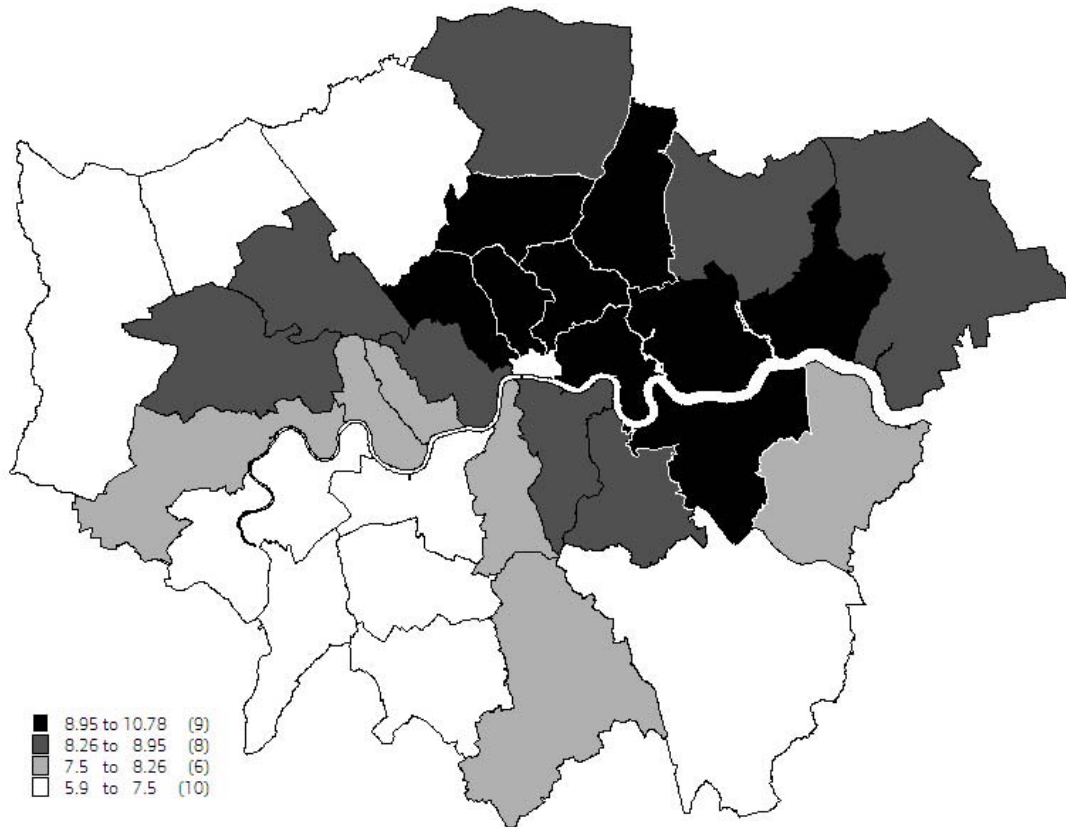 8.95 to 10.78 (9)
8.26 to 8.95 (8)
7.5 to 8.26 (6)
5.9 to 7.5 (10)